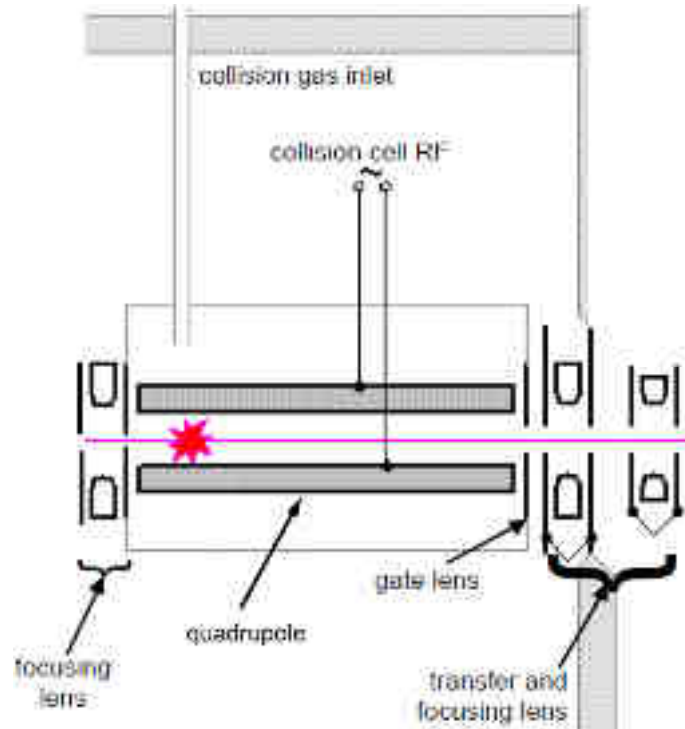 collision gas inlet
collision cell RF
~
gate lens
quadrupole
focusing
lens
transfer and
focusing lens